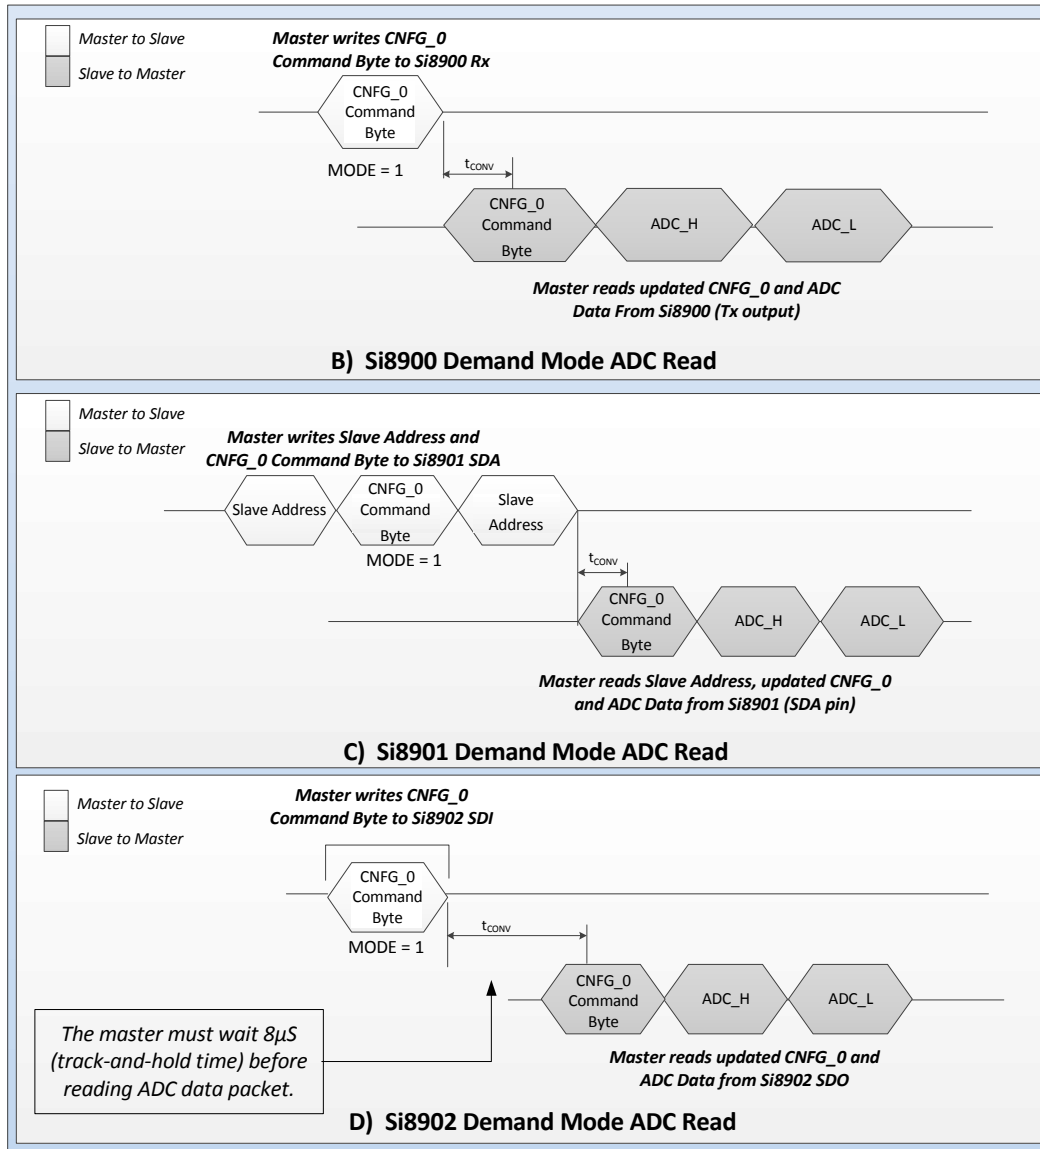 Master to Slave
Slave to Master
Master writes CNFG_0
Command Byte to Si8900 Rx
CNFG_0
Command
Byte
MODE = 1
tCONV
CNFG_0
Command
Byte
ADC_H
ADC_L
Master reads updated CNFG_0 and ADC
Data From Si8900 (Tx output)
B) Si8900 Demand Mode ADC Read
Master to Slave
Slave to Master
Master writes Slave Address and
CNFG_0 Command Byte to Si8901 SDA
Slave Address
CNFG_0
Command
Byte
Slave
Address
MODE = 1
tCONV
CNFG_0
Command
Byte
ADC_H
ADC_L
Master reads Slave Address, updated CNFG_0
and ADC Data from Si8901 (SDA pin)
C) Si8901 Demand Mode ADC Read
Master to Slave
Slave to Master
Master writes CNFG_0
Command Byte to Si8902 SDI
CNFG_0
Command
Byte
MODE = 1
tCONV
CNFG_0
Command
Byte
ADC_H
ADC_L
The master must wait 8µS
(track-and-hold time) before
reading ADC data packet.
Master reads updated CNFG_0 and
ADC Data from Si8902 SDO
D) Si8902 Demand Mode ADC Read